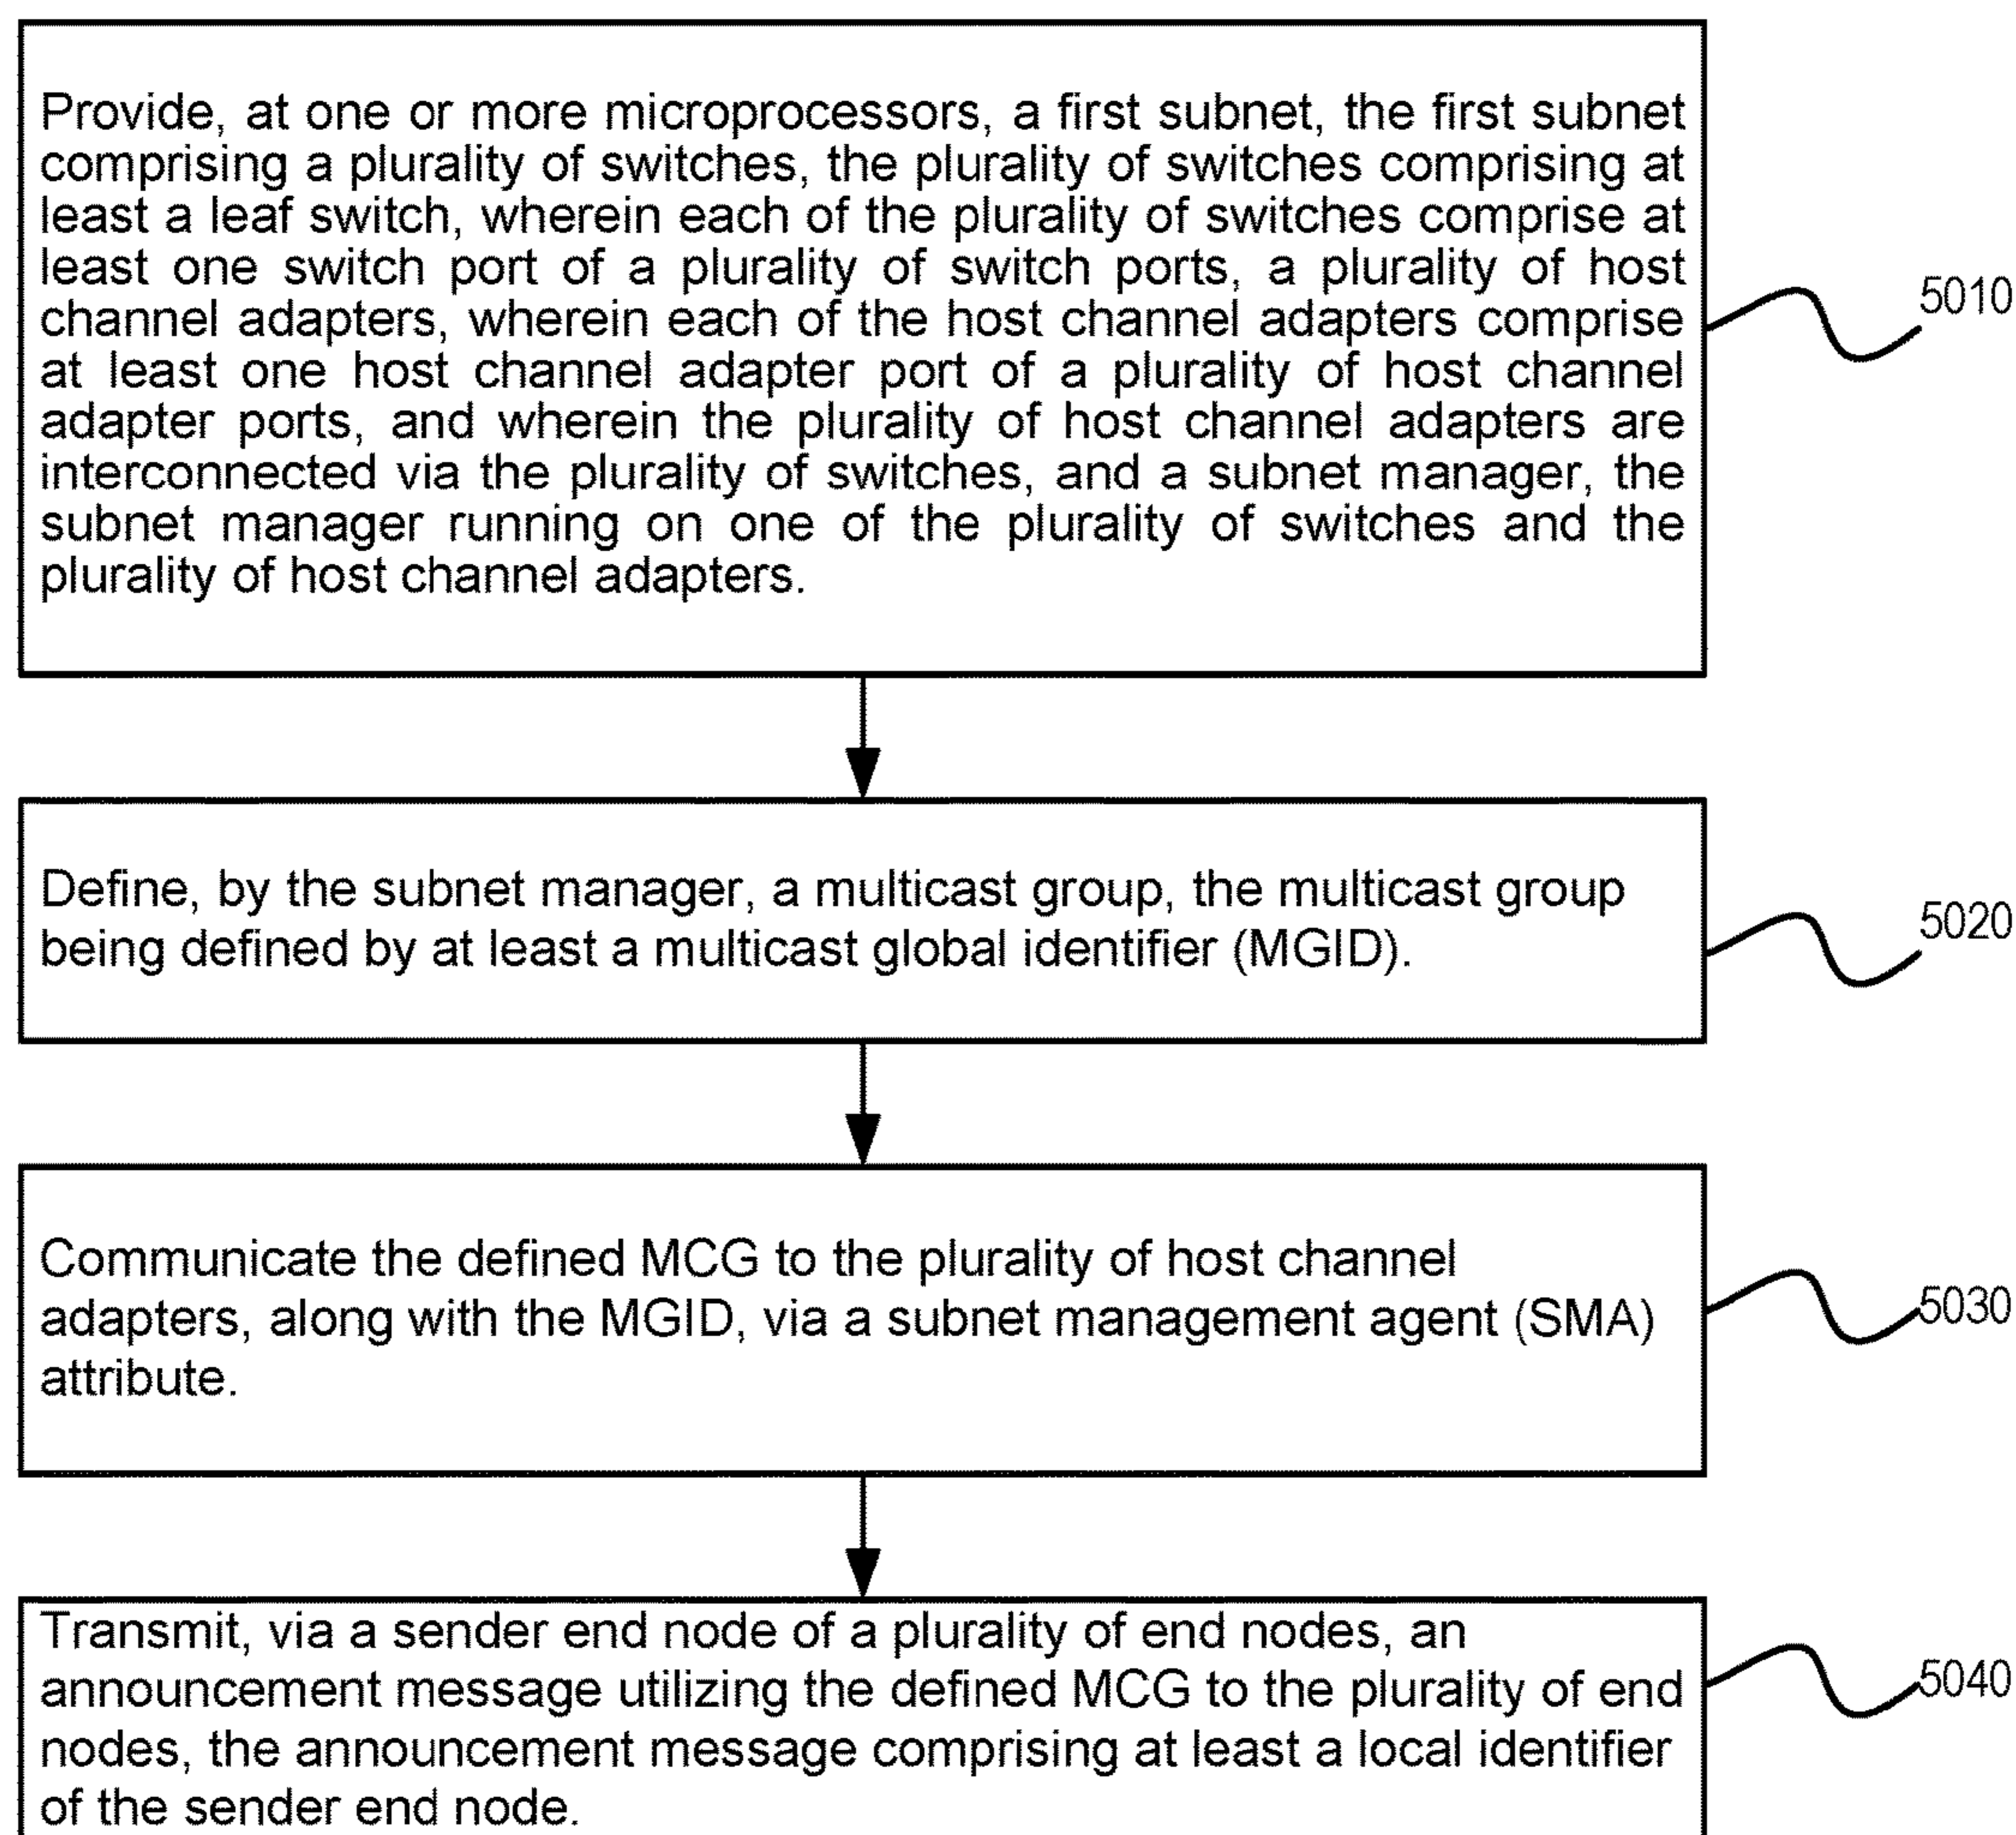 Provide, at one or more microprocessors, a first subnet, the first subnet
comprising a plurality of switches, the plurality of switches comprising at
least a leaf switch, wherein each of the plurality of switches comprise at
least one switch port of a plurality of switch ports, a plurality of host
channel adapters, wherein each of the host channel adapters comprise
at least one host channel adapter port of a plurality of host channel
adapter ports, and wherein the plurality of host channel adapters are
interconnected via the plurality of switches, and a subnet manager, the
subnet manager running on one of the plurality of switches and the
plurality of host channel adapters.
5010
Define, by the subnet manager, a multicast group, the multicast group
being defined by at least a multicast global identifier (MGID).
5020
Communicate the defined MCG to the plurality of host channel
adapters, along with the MGID, via a subnet management agent (SMA)
attribute.
5030
Transmit, via a sender end node of a plurality of end nodes, an
announcement message utilizing the defined MCG to the plurality of end
nodes, the announcement message comprising at least a local identifier
of the sender end node.
5040